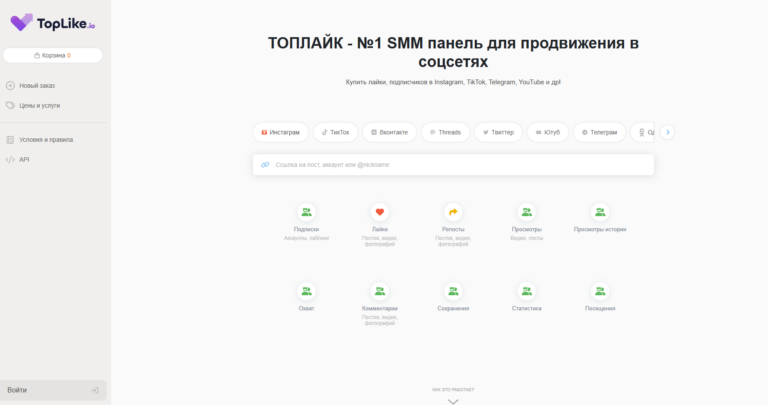 TopLike.io
Корзина 0
Новый заказ
Цены и услуги
Условия и правила
API
Войти
ТОПЛАЙК - №1 SMM панель для продвижения в
соцсетях
Купить лайки, подписчиков в Instagram, TikTok, Telegram, YouTube и др!
Инстаграм ТикТок Вконтакте Threads Твиттер Ютуб Телеграм
Ссылка на пост, аккаунт или @nickname
Подписки Лайки Репосты Просмотры Просмотры истории
Аккаунты, паблики Постов, видео, Постов, видео, Видео, посты
фотографий фотографий
Охват Комментарии Сохранения Статистика Посещения
Постов, видео,
фотографий
КАК ЭТО РАБОТАЕТ?